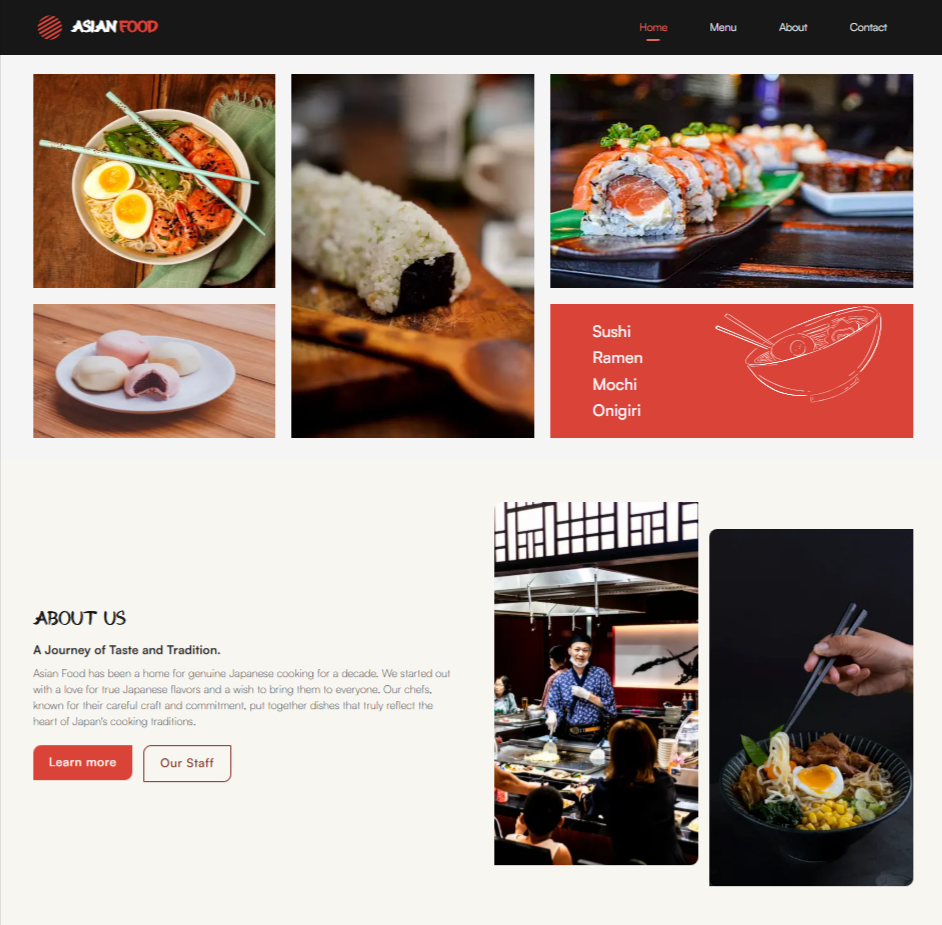 ASIAN FOOD
Home Menu About Contact
Sushi
Ramen
Mochi
Onigiri
ABOUT US
A Journey of Taste and Tradition.
Asian Food has been a home for genuine Japanese cooking for a decade. We started out
with a love for true Japanese flavors and a wish to bring them to everyone. Our chefs,
known for their careful craft and commitment, put together dishes that truly reflect the
heart of Japan's cooking traditions.
Learn more Our Staff